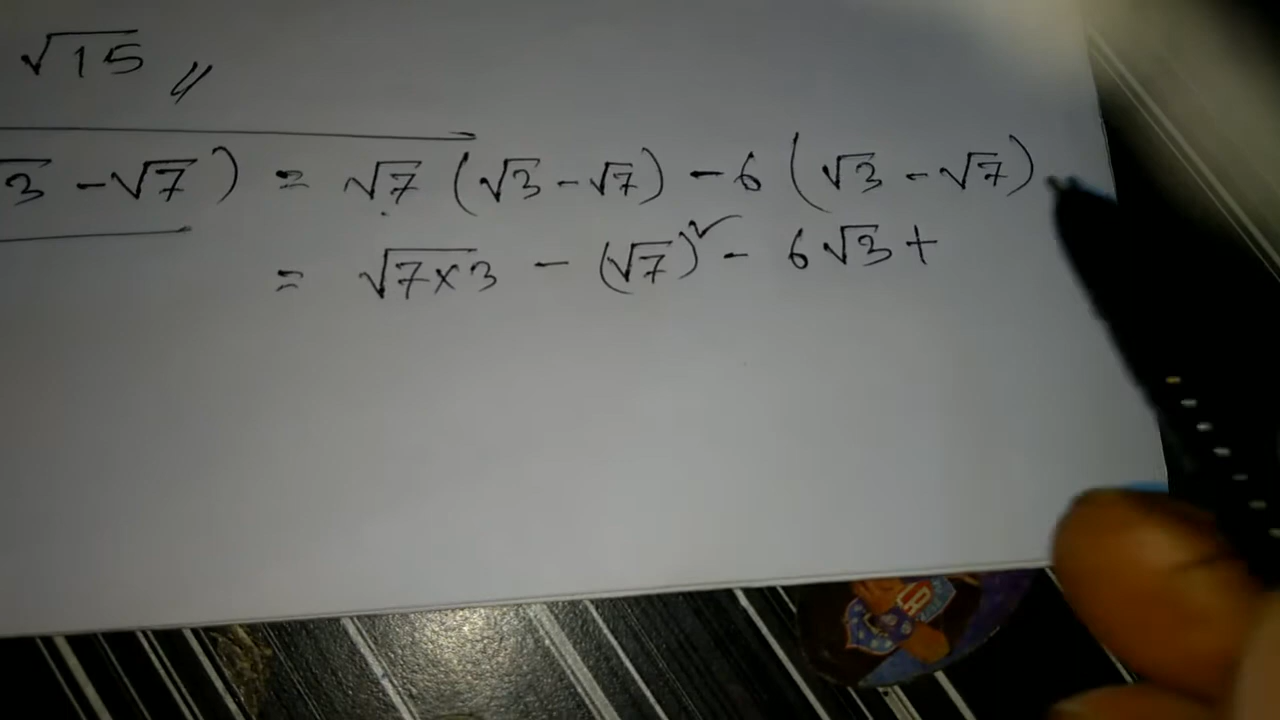 √15 //
3 - √7) = √7 (√3 - √7) - 6 (√3 - √7)
= √7×3 - (√7)² - 6√3 +